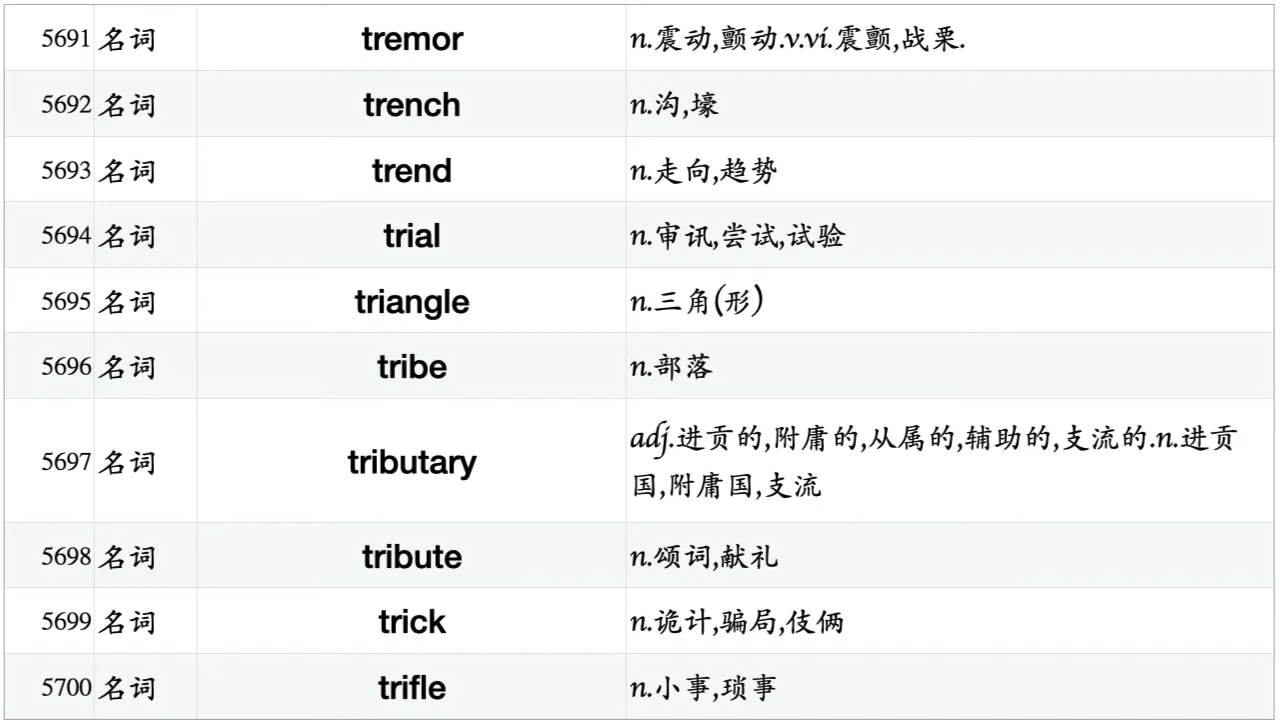 5691 名词 tremor n.震动,颤动.v.vi.震颤,战栗.
5692 名词 trench n.沟,壕
5693 名词 trend n.走向,趋势
5694 名词 trial n.审讯,尝试,试验
5695 名词 triangle n.三角(形)
5696 名词 tribe n.部落
5697 名词 tributary adj.进贡的,附庸的,从属的,辅助的,支流的.n.进贡
国,附庸国,支流
5698 名词 tribute n.颂词,献礼
5699 名词 trick n.诡计,骗局,伎俩
5700 名词 trifle n.小事,琐事